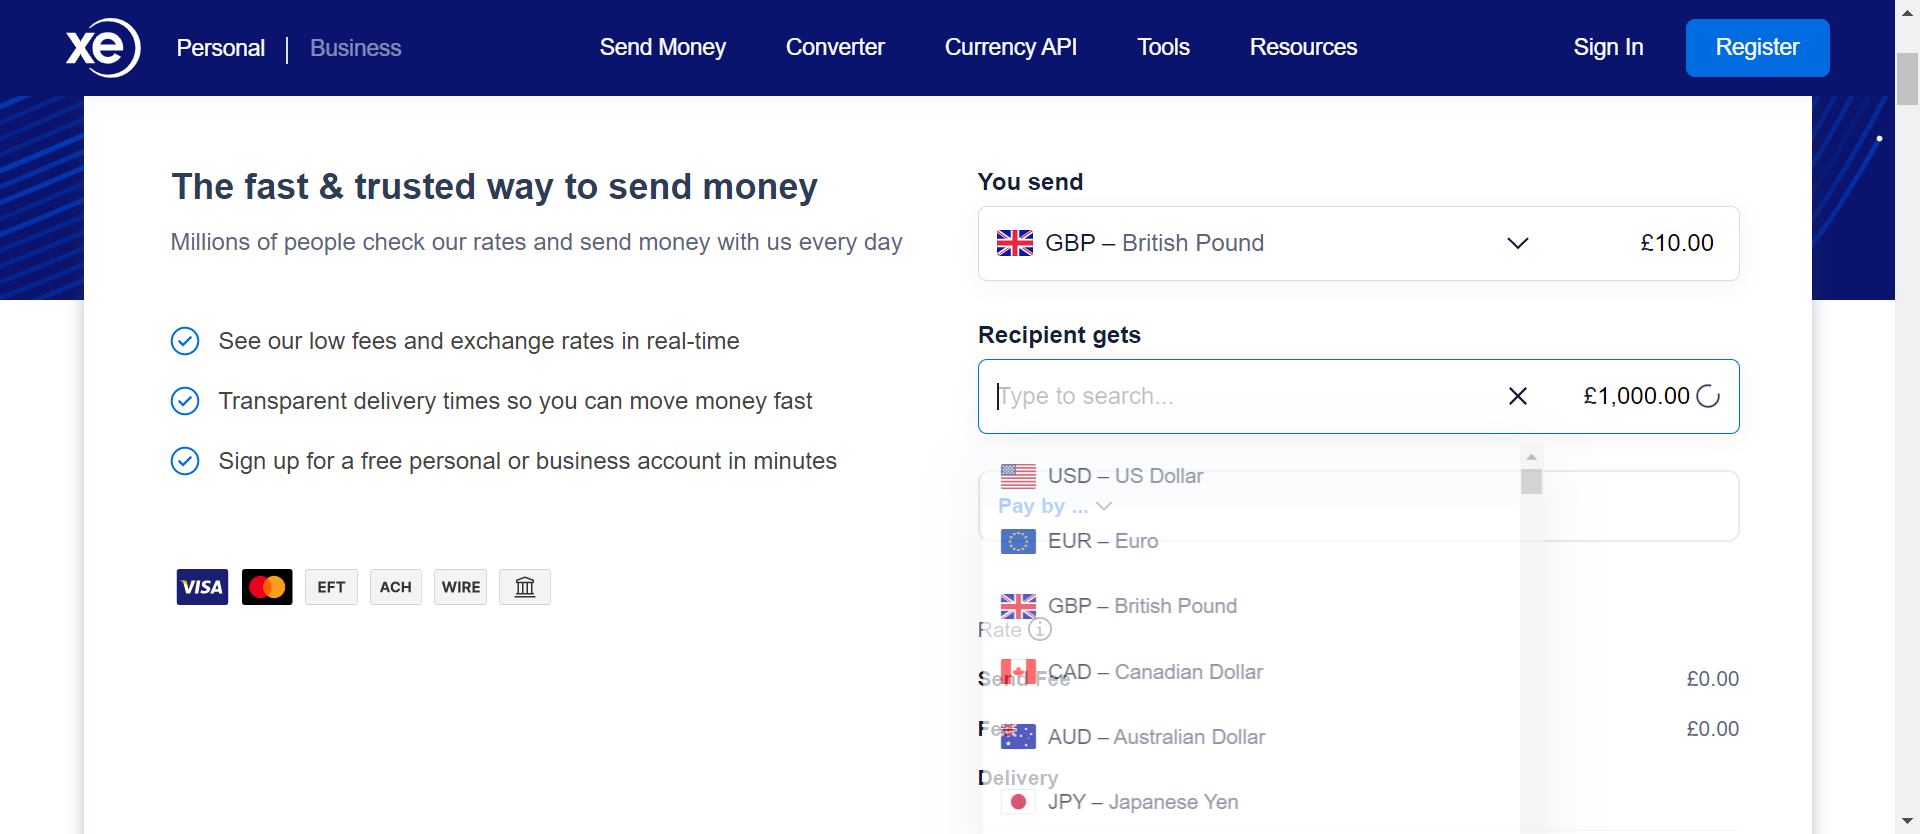 xe
Personal | Business
Send Money
Converter
Currency API
Tools
Resources
Sign In
Register
The fast & trusted way to send money
Millions of people check our rates and send money with us every day
See our low fees and exchange rates in real-time
Transparent delivery times so you can move money fast
Sign up for a free personal or business account in minutes
VISA
EFT
ACH
WIRE
You send
GBP – British Pound
£10.00
Recipient gets
Type to search...
£1,000.00
USD – US Dollar
Pay by ...
EUR – Euro
GBP – British Pound
Rate
CAD – Canadian Dollar
Send Fee
£0.00
AUD – Australian Dollar
£0.00
Delivery
JPY – Japanese Yen